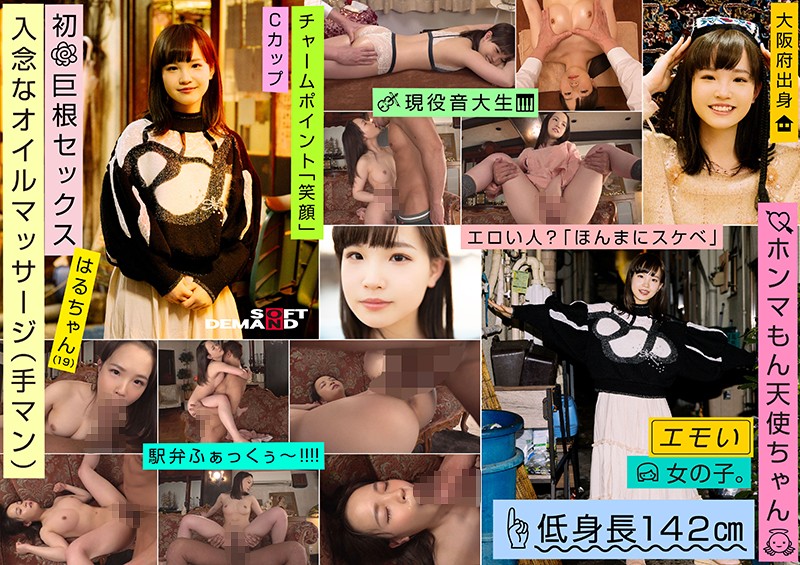 入念なオイルマッサージ(手マン)
初巨根セックス
はるちゃん(19)
Cカップ
チャームポイント「笑顔」
SOFT
ON
DEMAND
現役音大生
大阪府出身
エロい人?「ほんまにスケベ」
ホンマもん天使ちゃん
駅弁ふぁっくぅ~!!!!
エモい
女の子。
低身長142cm